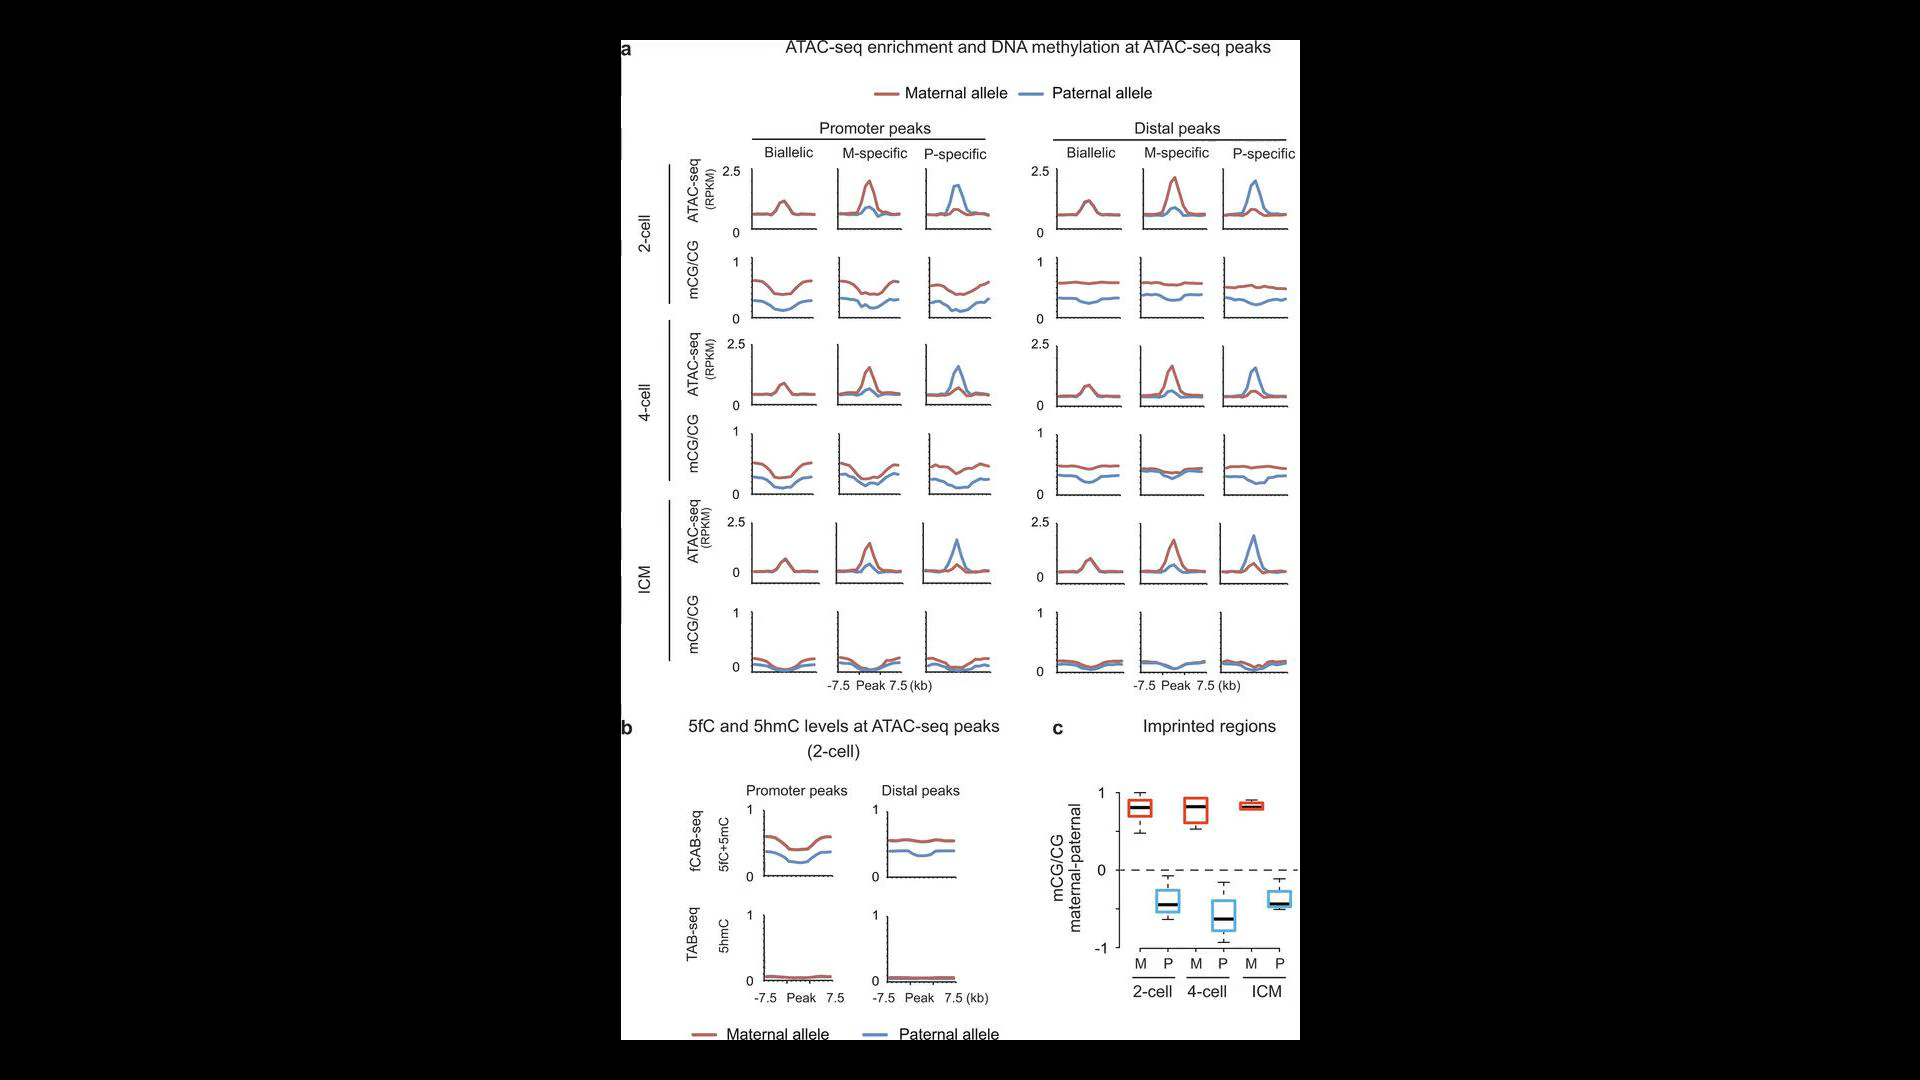 a
ATAC-seq enrichment and DNA methylation at ATAC-seq peaks
Maternal allele Paternal allele
Promoter peaks Distal peaks
Biallelic M-specific P-specific Biallelic M-specific P-specific
2-cell
ATAC-seq (RPKM)
2.5 2.5
0 0
mCG/CG
1 1
0 0
4-cell
ATAC-seq (RPKM)
2.5 2.5
0 0
mCG/CG
1 1
0 0
ICM
ATAC-seq (RPKM)
2.5 2.5
0 0
mCG/CG
1 1
0 0
-7.5 Peak 7.5 (kb) -7.5 Peak 7.5 (kb)
b
5fC and 5hmC levels at ATAC-seq peaks
(2-cell)
Promoter peaks Distal peaks
fCAB-seq
5fC+5mC
1 1
0 0
TAB-seq
5hmC
1 1
0 0
-7.5 Peak 7.5 -7.5 Peak 7.5 (kb)
Maternal allele Paternal allele
c
Imprinted regions
mCG/CG
maternal-paternal
1
0
-1
M P M P M P
2-cell 4-cell ICM